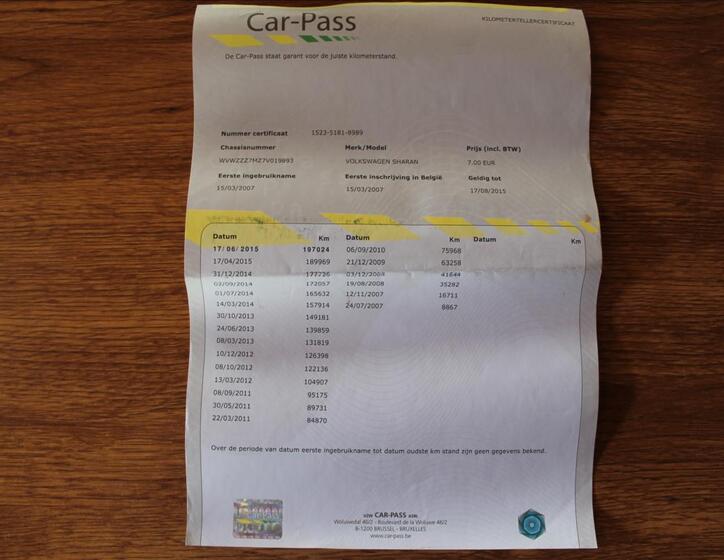 Car-Pass
KILOMETERTELLERCERTIFICAAT
De Car-Pass staat garant voor de juiste kilometerstand.
Nummer certificaat 1523-5181-8989
Chassisnummer Merk/Model Prijs (incl. BTW)
WVWZZZ7MZ7V019893 VOLKSWAGEN SHARAN 7.00 EUR
Eerste ingebruikname Eerste inschrijving in België Geldig tot
15/03/2007 15/03/2007 17/08/2015
Datum Km Datum Km Datum Km
17/06/2015 197024 06/09/2010 75968
17/04/2015 189969 21/12/2009 63258
31/12/2014 177726 03/12/2008 41644
02/09/2014 172057 19/08/2008 35282
01/07/2014 165632 12/11/2007 16711
14/03/2014 157914 24/07/2007 8867
30/10/2013 149181
24/06/2013 139859
08/03/2013 131819
10/12/2012 126398
08/10/2012 122136
13/03/2012 104907
08/09/2011 95175
30/05/2011 89731
22/03/2011 84870
Over de periode van datum eerste ingebruikname tot datum oudste km stand zijn geen gegevens bekend.
vzw CAR-PASS asbl
Woluwedal 46/2 - Boulevard de la Woluwe 46/2
B-1200 BRUSSEL - BRUXELLES
www.car-pass.be